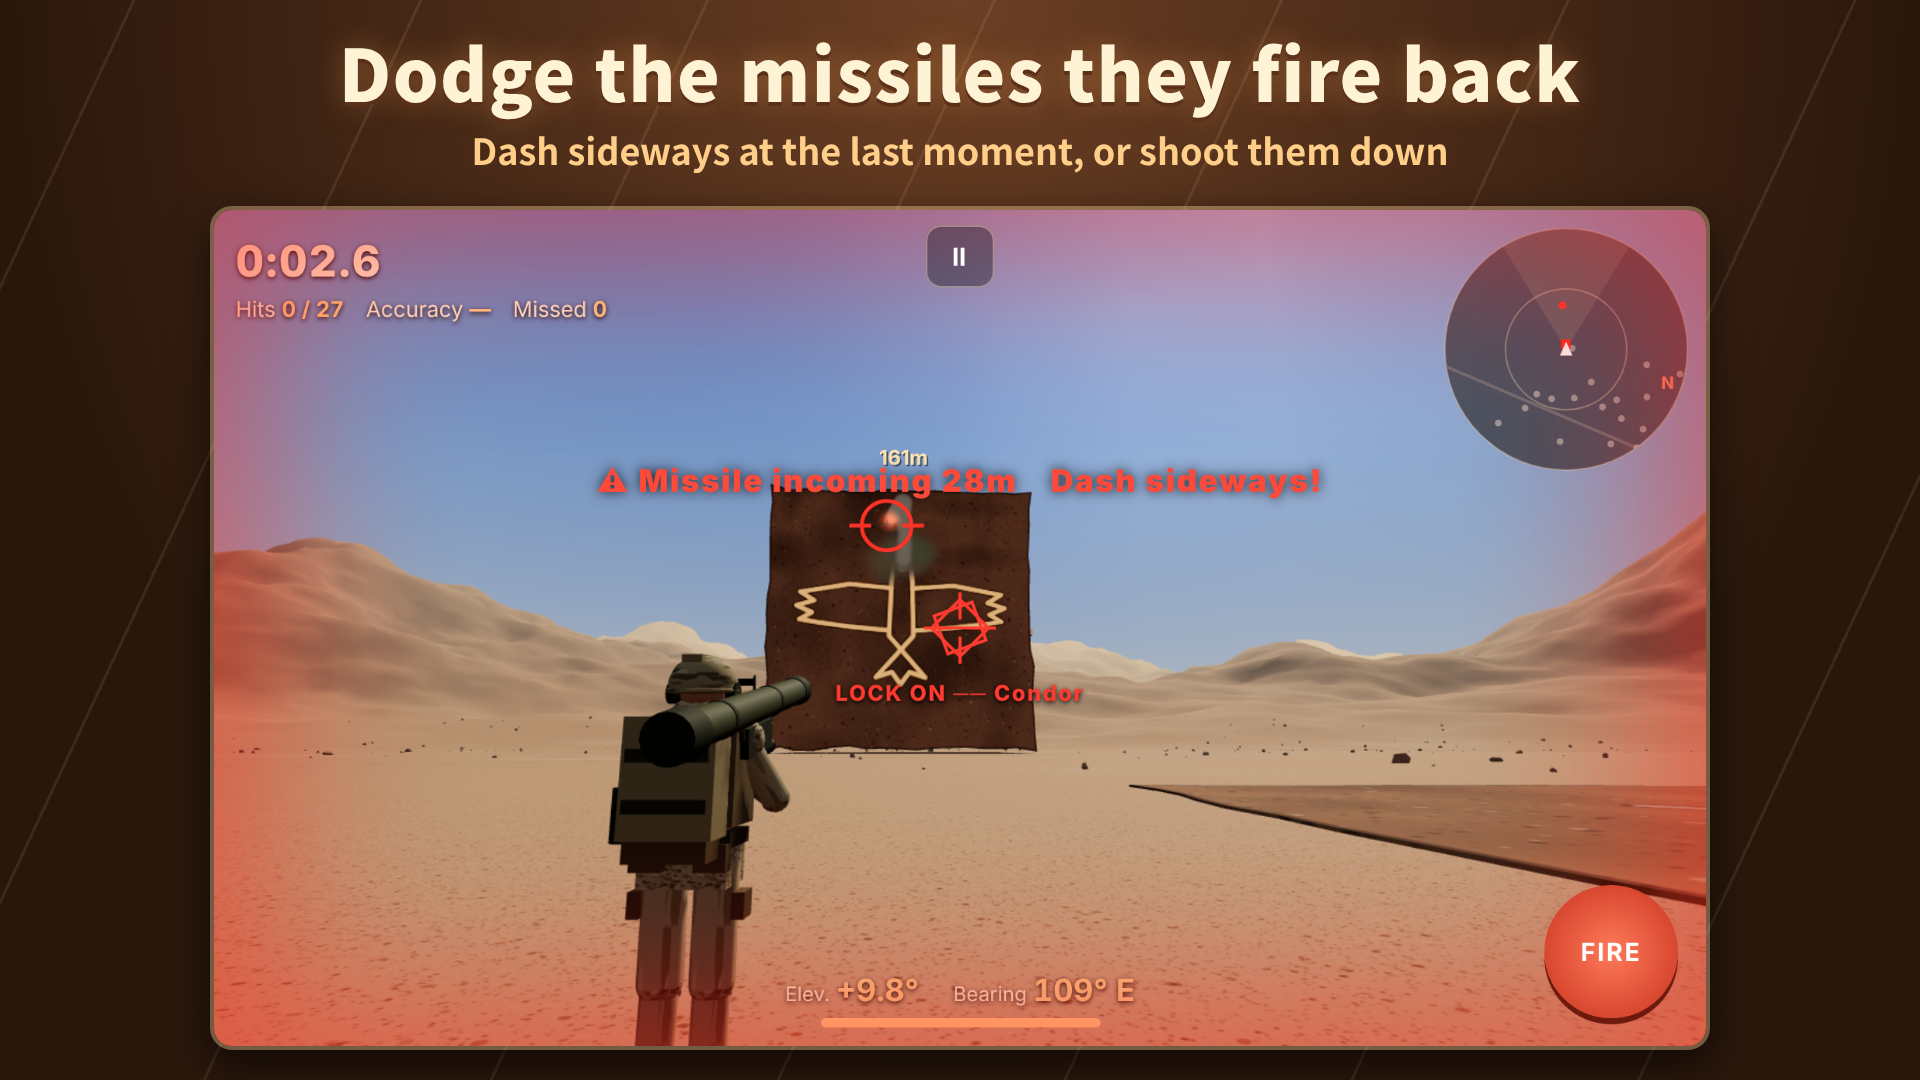 Dodge the missiles they fire back
Dash sideways at the last moment, or shoot them down
0:02.6
Hits 0 / 27 Accuracy — Missed 0
N
161m
⚠ Missile incoming 28m Dash sideways!
LOCK ON —— Condor
FIRE
Elev. +9.8° Bearing 109° E